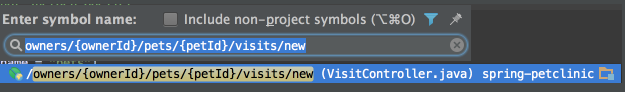 Enter symbol name: Include non-project symbols (⌥⌘O)
owners/{ownerId}/pets/{petId}/visits/new
/owners/{ownerId}/pets/{petId}/visits/new (VisitController.java) spring-petclinic